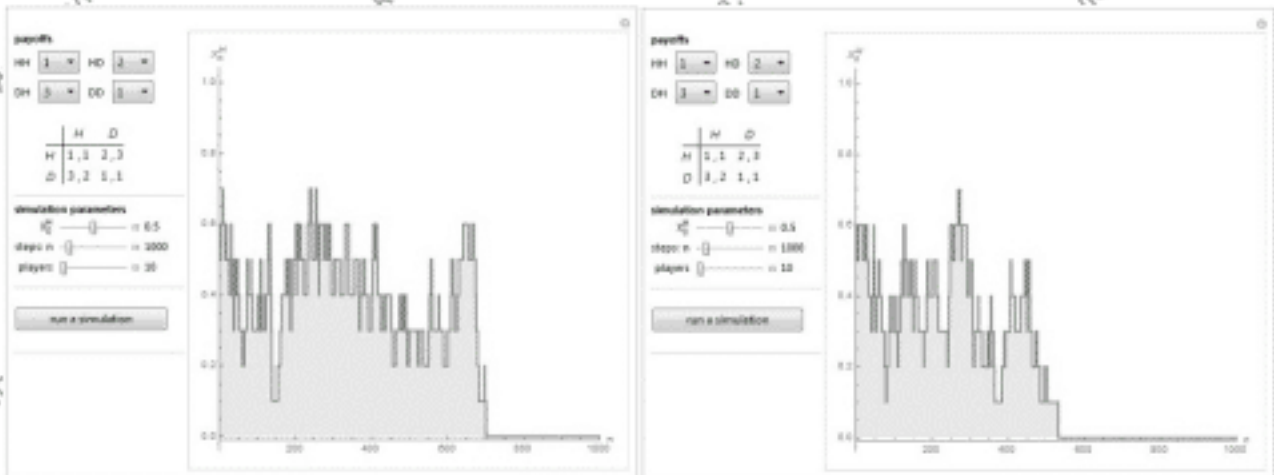 payoffs
HH 1 HD 2
DH 3 DD 1
H D
H 1,1 2,3
D 3,2 1,1
simulation parameters
= 0.5
steps: n = 1000
players = 10
run a simulation
1.0
0.8
0.6
0.4
0.2
0.0
200 400 600 800 1000
payoffs
HH 1 HD 2
DH 3 DD 1
H D
H 1,1 2,3
D 3,2 1,1
simulation parameters
= 0.5
steps: n = 1000
players = 10
run a simulation
1.0
0.8
0.6
0.4
0.2
0.0
200 400 600 800 1000